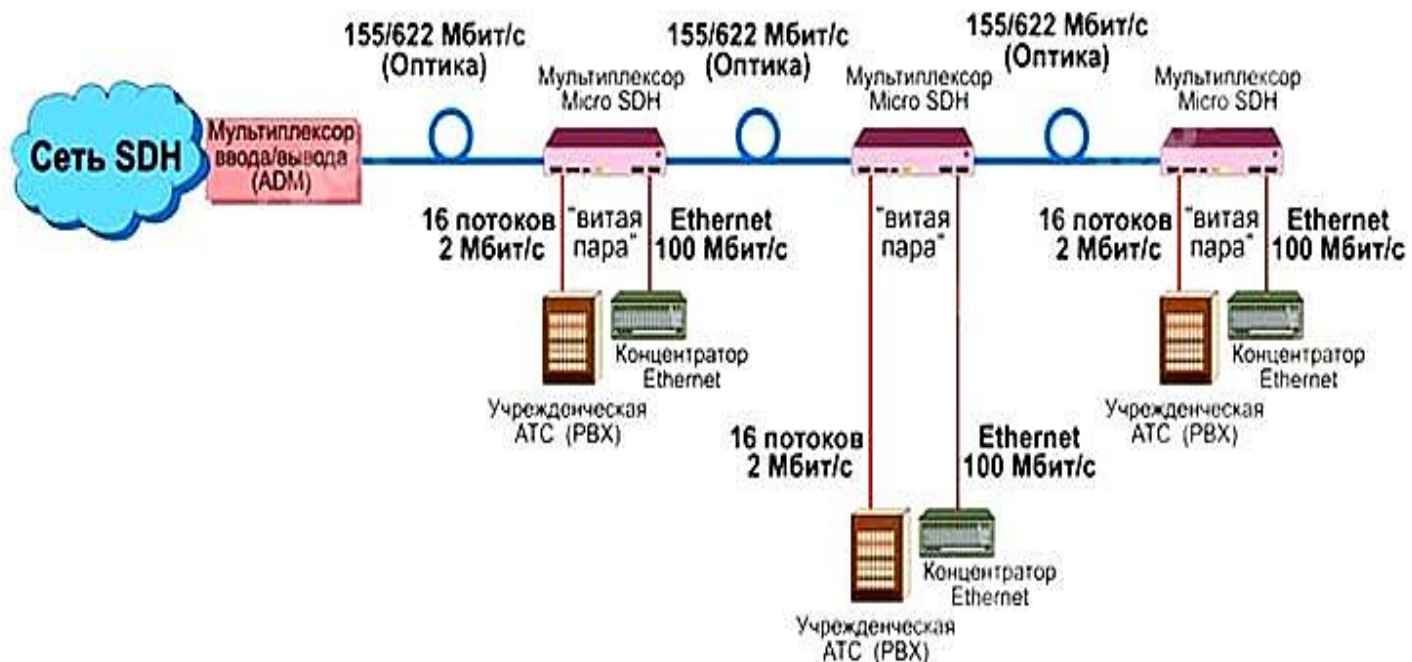 155/622 Мбит/с
(Оптика)
155/622 Мбит/с
(Оптика)
155/622 Мбит/с
(Оптика)
Мультиплексор
Micro SDH
Мультиплексор
Micro SDH
Мультиплексор
Micro SDH
Сеть SDH
Мультиплексор
ввода/вывода
(ADM)
16 потоков
2 Мбит/с
"витая
пара"
Ethernet
100 Мбит/с
"витая
пара"
16 потоков
2 Мбит/с
"витая
пара"
Ethernet
100 Мбит/с
Концентратор
Ethernet
Учрежденческая
АТС (PBX)
Концентратор
Ethernet
Учрежденческая
АТС (PBX)
16 потоков
2 Мбит/с
Ethernet
100 Мбит/с
Концентратор
Ethernet
Учрежденческая
АТС (PBX)